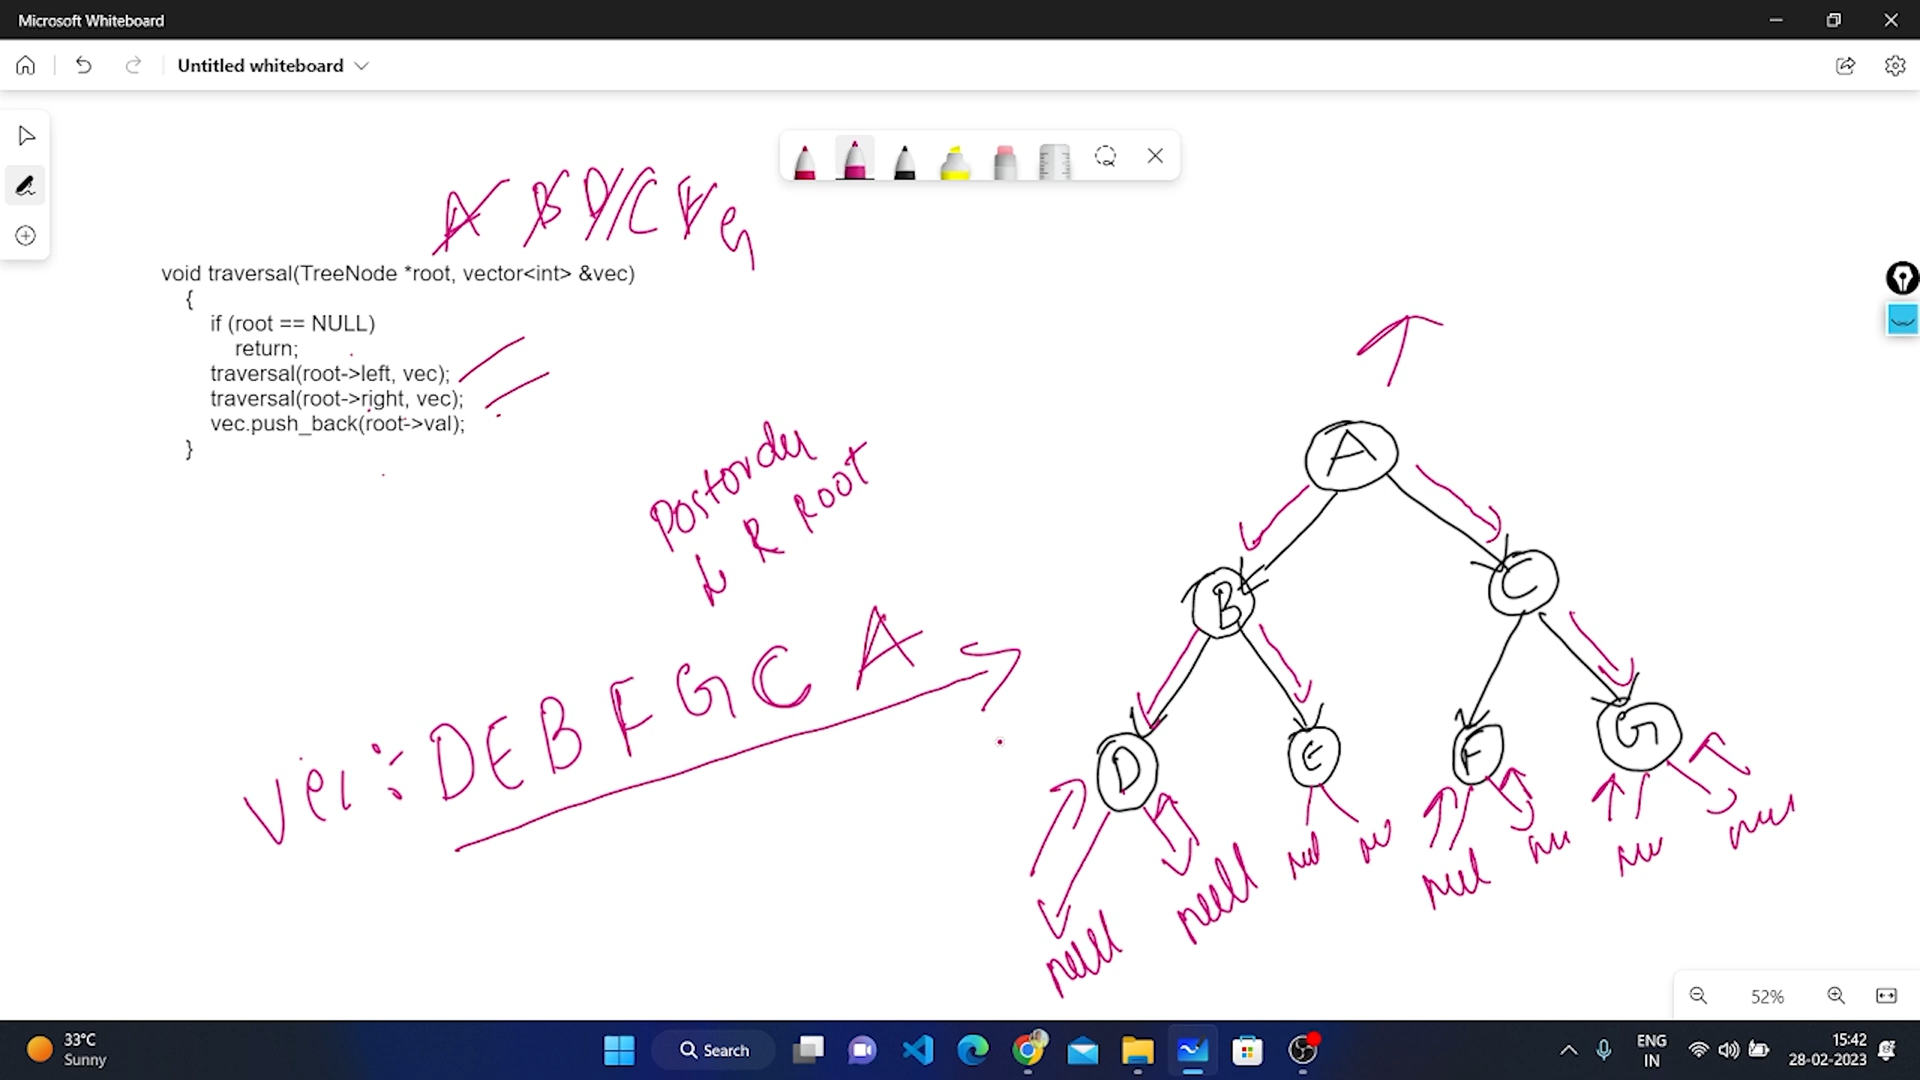 Microsoft Whiteboard
Untitled whiteboard
A B D C F G
void traversal(TreeNode *root, vector<int> &vec)
{
if (root == NULL)
return;
traversal(root->left, vec);
traversal(root->right, vec);
vec.push_back(root->val);
}
Postorder
L R ROOT
vec: D E B F G C A
A
B C
D E F G
null null null null
52%
33°C
Sunny
Search
ENG
IN
15:42
28-02-2023